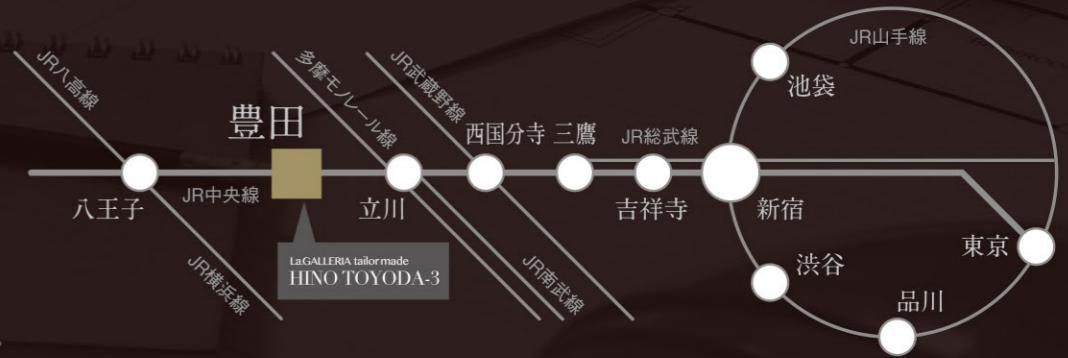 JR山手線
池袋
JR八高線
多摩モノレール線
JR武蔵野線
豊田
西国分寺
三鷹
JR総武線
八王子
JR中央線
立川
吉祥寺
新宿
La GALLERIA tailor made
HINO TOYODA-3
JR横浜線
JR南武線
渋谷
東京
品川